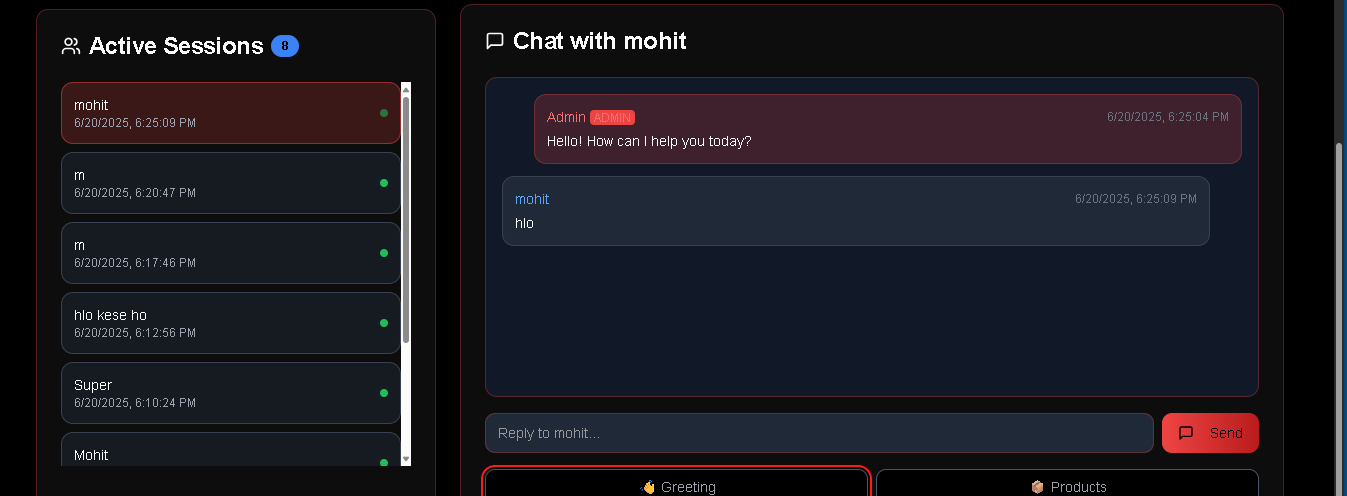 Active Sessions 8
mohit
6/20/2025, 6:25:09 PM
m
6/20/2025, 6:20:47 PM
m
6/20/2025, 6:17:46 PM
hlo kese ho
6/20/2025, 6:12:56 PM
Super
6/20/2025, 6:10:24 PM
Mohit
Chat with mohit
Admin ADMIN 6/20/2025, 6:25:04 PM
Hello! How can I help you today?
mohit 6/20/2025, 6:25:09 PM
hlo
Reply to mohit...
Send
Greeting
Products